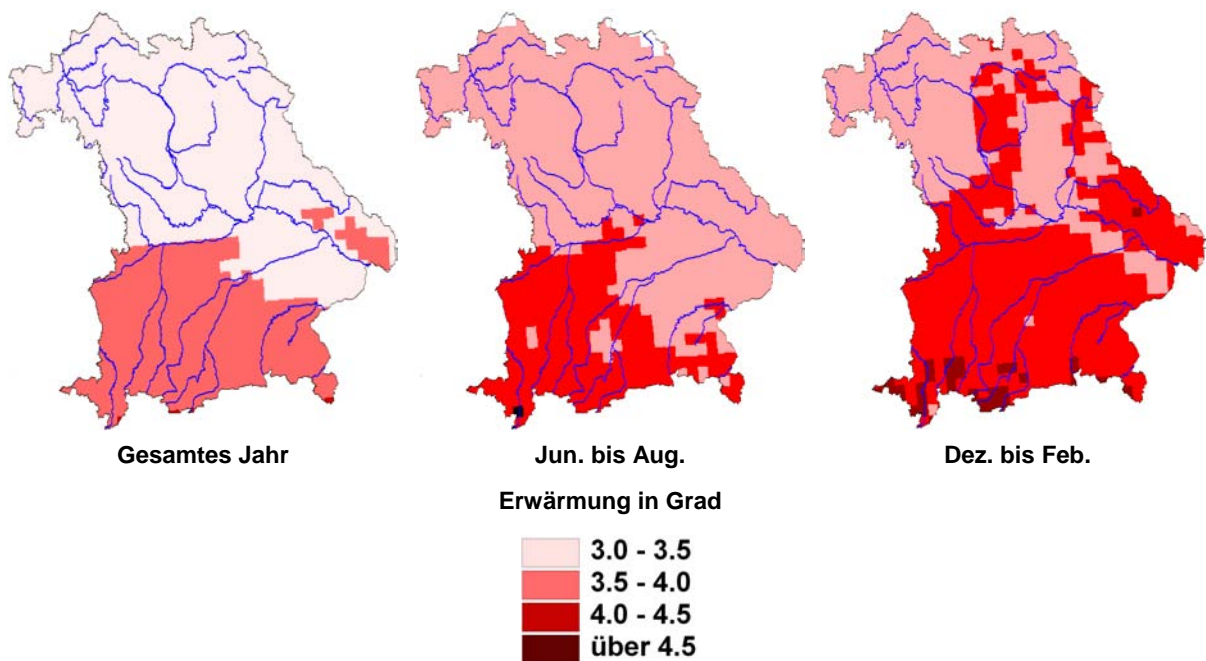 Gesamtes Jahr
Jun. bis Aug.
Dez. bis Feb.
Erwärmung in Grad
3.0 - 3.5
3.5 - 4.0
4.0 - 4.5
über 4.5